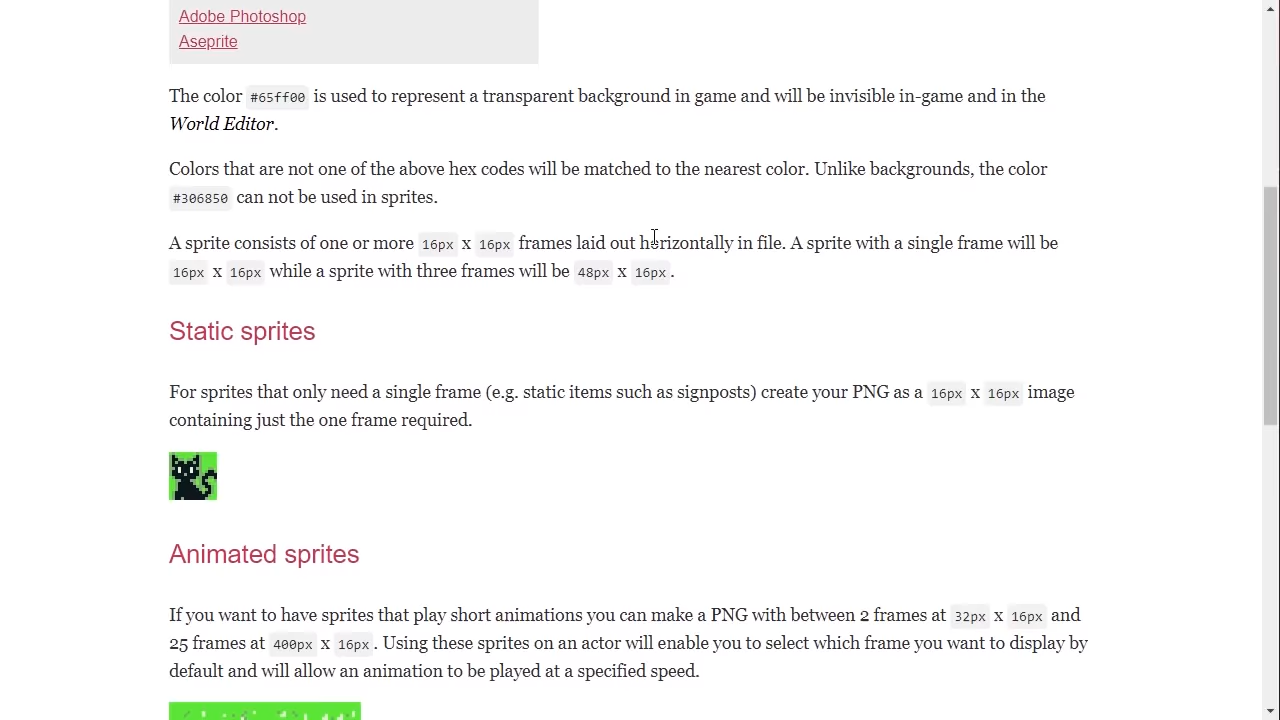 Adobe Photoshop
Aseprite
The color #65ff00 is used to represent a transparent background in game and will be invisible in-game and in the
World Editor.
Colors that are not one of the above hex codes will be matched to the nearest color. Unlike backgrounds, the color
#306850 can not be used in sprites.
A sprite consists of one or more 16px x 16px frames laid out horizontally in file. A sprite with a single frame will be
16px x 16px while a sprite with three frames will be 48px x 16px.
Static sprites
For sprites that only need a single frame (e.g. static items such as signposts) create your PNG as a 16px x 16px image
containing just the one frame required.
Animated sprites
If you want to have sprites that play short animations you can make a PNG with between 2 frames at 32px x 16px and
25 frames at 400px x 16px. Using these sprites on an actor will enable you to select which frame you want to display by
default and will allow an animation to be played at a specified speed.